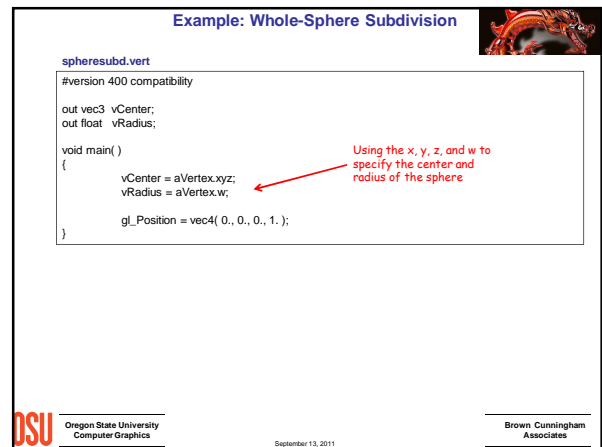 Example: Whole-Sphere Subdivision
spheresubd.vert
#version 400 compatibility
out vec3 vCenter;
out float vRadius;
void main( )
{
vCenter = aVertex.xyz;
vRadius = aVertex.w;
gl_Position = vec4( 0., 0., 0., 1. );
}
Using the x, y, z, and w to
specify the center and
radius of the sphere
OSU
Oregon State University
Computer Graphics
September 13, 2011
Brown Cunningham
Associates